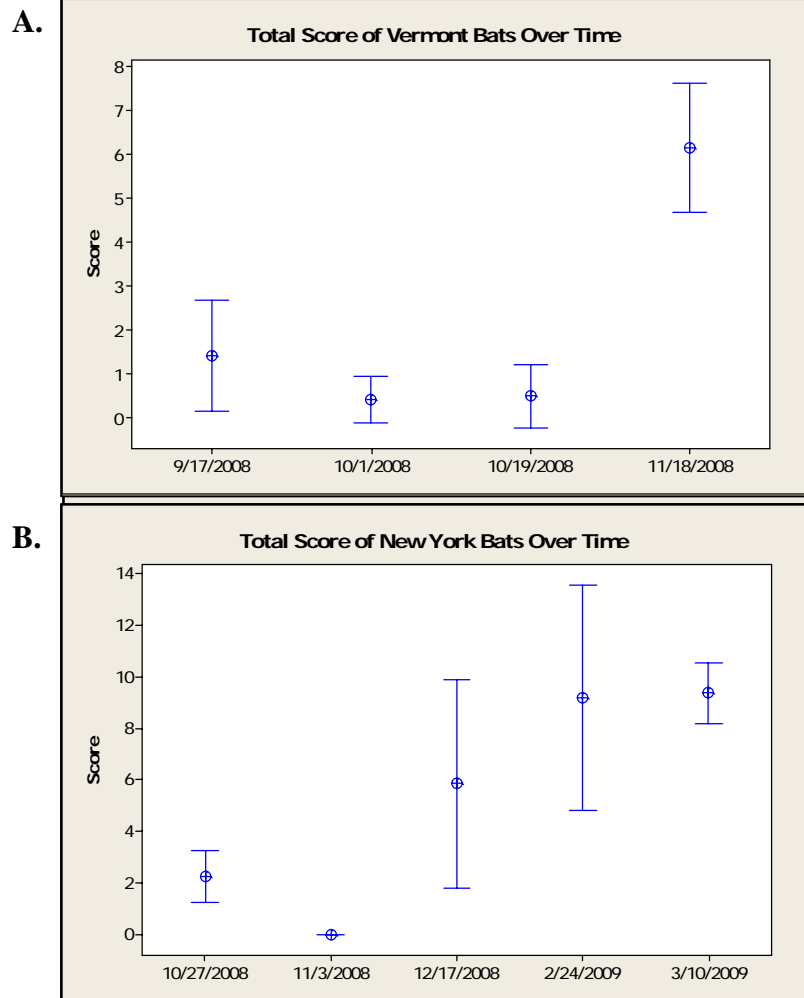 A.
Total Score of Vermont Bats Over Time
8
7
6
5
4
3
2
1
0
Score
9/17/2008 10/1/2008 10/19/2008 11/18/2008
B.
Total Score of New York Bats Over Time
14
12
10
8
6
4
2
0
Score
10/27/2008 11/3/2008 12/17/2008 2/24/2009 3/10/2009